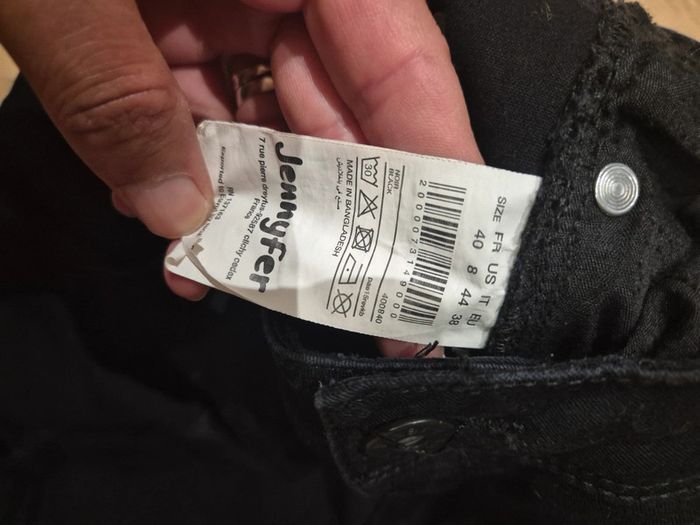 SIZE FR US IT EU
40 8 44 38
2000073149000
NOIR
BLACK
400840
30
MADE IN BANGLADESH
Jennyfer
7 rue pierre dreyfus-92587 clichy cedex
France